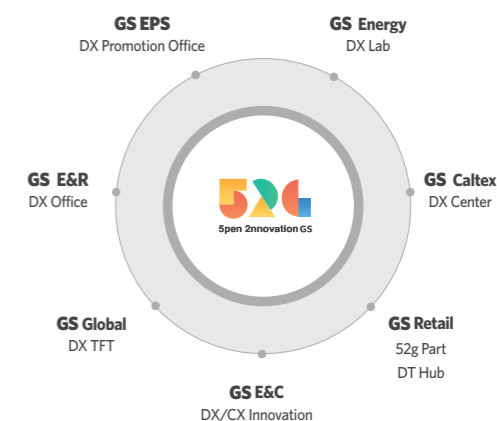 GS EPS
DX Promotion Office
GS Energy
DX Lab
GS E&R
DX Office
52G
5pen 2nnovation GS
GS Caltex
DX Center
GS Global
DX TFT
GS Retail
52g Part
DT Hub
GS E&C
DX/CX Innovation